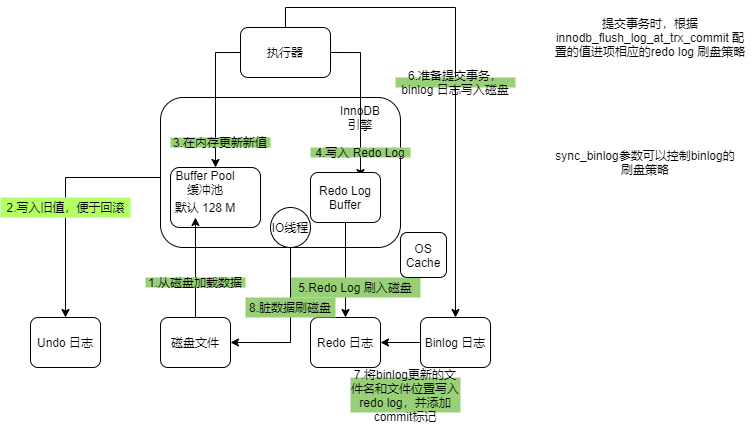 提交事务时，根据
innodb_flush_log_at_trx_commit 配
置的值进项相应的redo log 刷盘策略
执行器
6.准备提交事务，
binlog 日志写入磁盘
InnoDB
引擎
3.在内存更新新值
4.写入 Redo Log
sync_binlog参数可以控制binlog的
刷盘策略
Buffer Pool
缓冲池
默认 128 M
Redo Log
Buffer
2.写入旧值，便于回滚
IO线程
OS
Cache
1.从磁盘加载数据
5.Redo Log 刷入磁盘
8.脏数据刷磁盘
Undo 日志
磁盘文件
Redo 日志
Binlog 日志
7.将binlog更新的文
件名和文件位置写入
redo log，并添加
commit标记